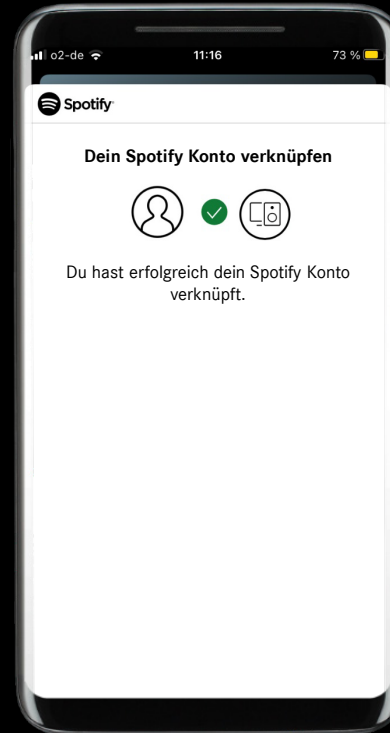 o2-de 11:16 73 %
Spotify
Dein Spotify Konto verknüpfen
Du hast erfolgreich dein Spotify Konto
verknüpft.